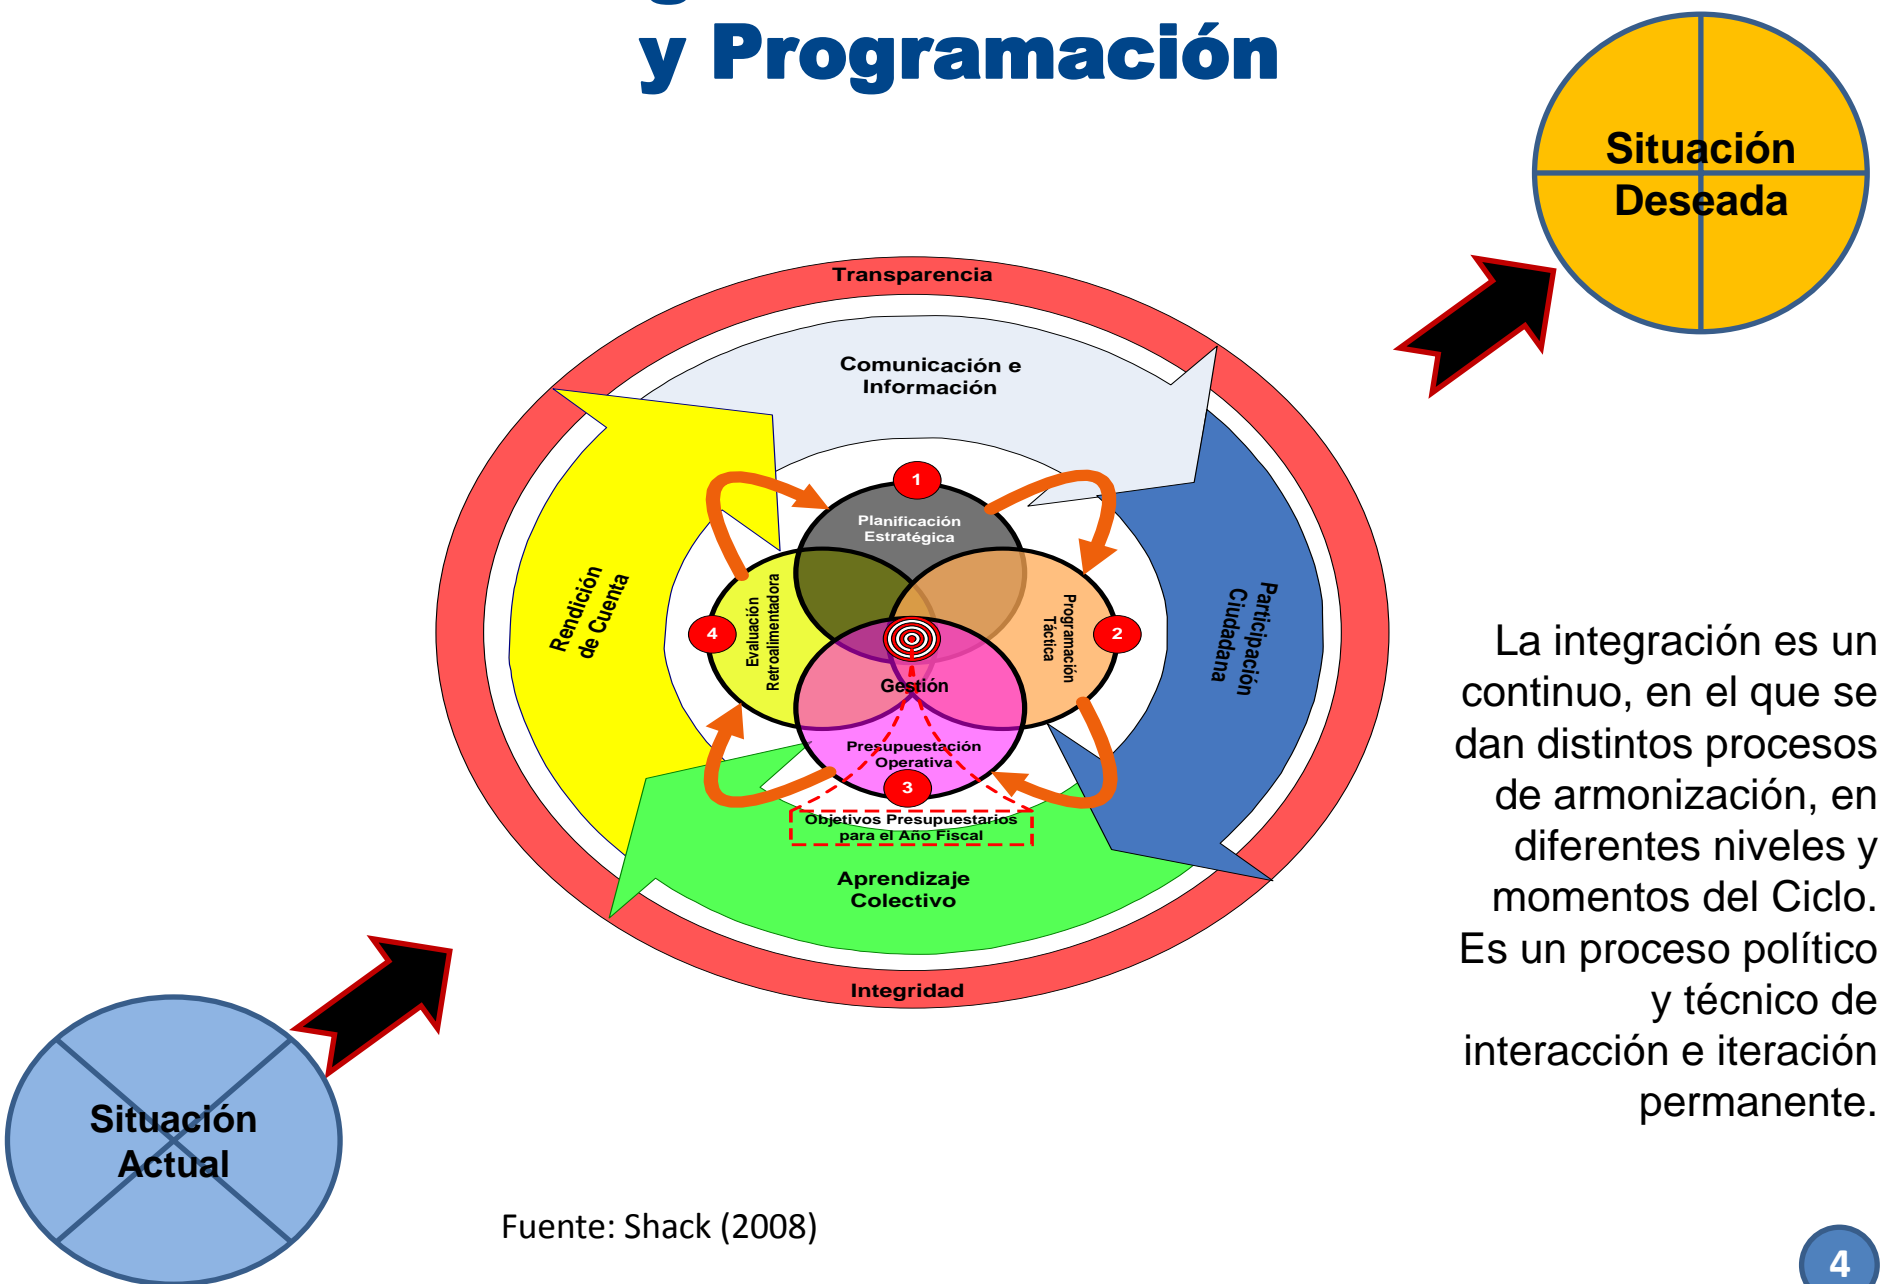 y Programación
Situación
Deseada
Transparencia
Comunicación e
Información
1
Planificación
Estratégica
Rendición
de Cuenta
4
Evaluación
Retroalimentadora
Programación
Táctica
2
Participación
Ciudadana
Gestión
Presupuestación
Operativa
3
Objetivos Presupuestarios
para el Año Fiscal
Aprendizaje
Colectivo
Integridad
La integración es un
continuo, en el que se
dan distintos procesos
de armonización, en
diferentes niveles y
momentos del Ciclo.
Es un proceso político
y técnico de
interacción e iteración
permanente.
Situación
Actual
Fuente: Shack (2008)
4